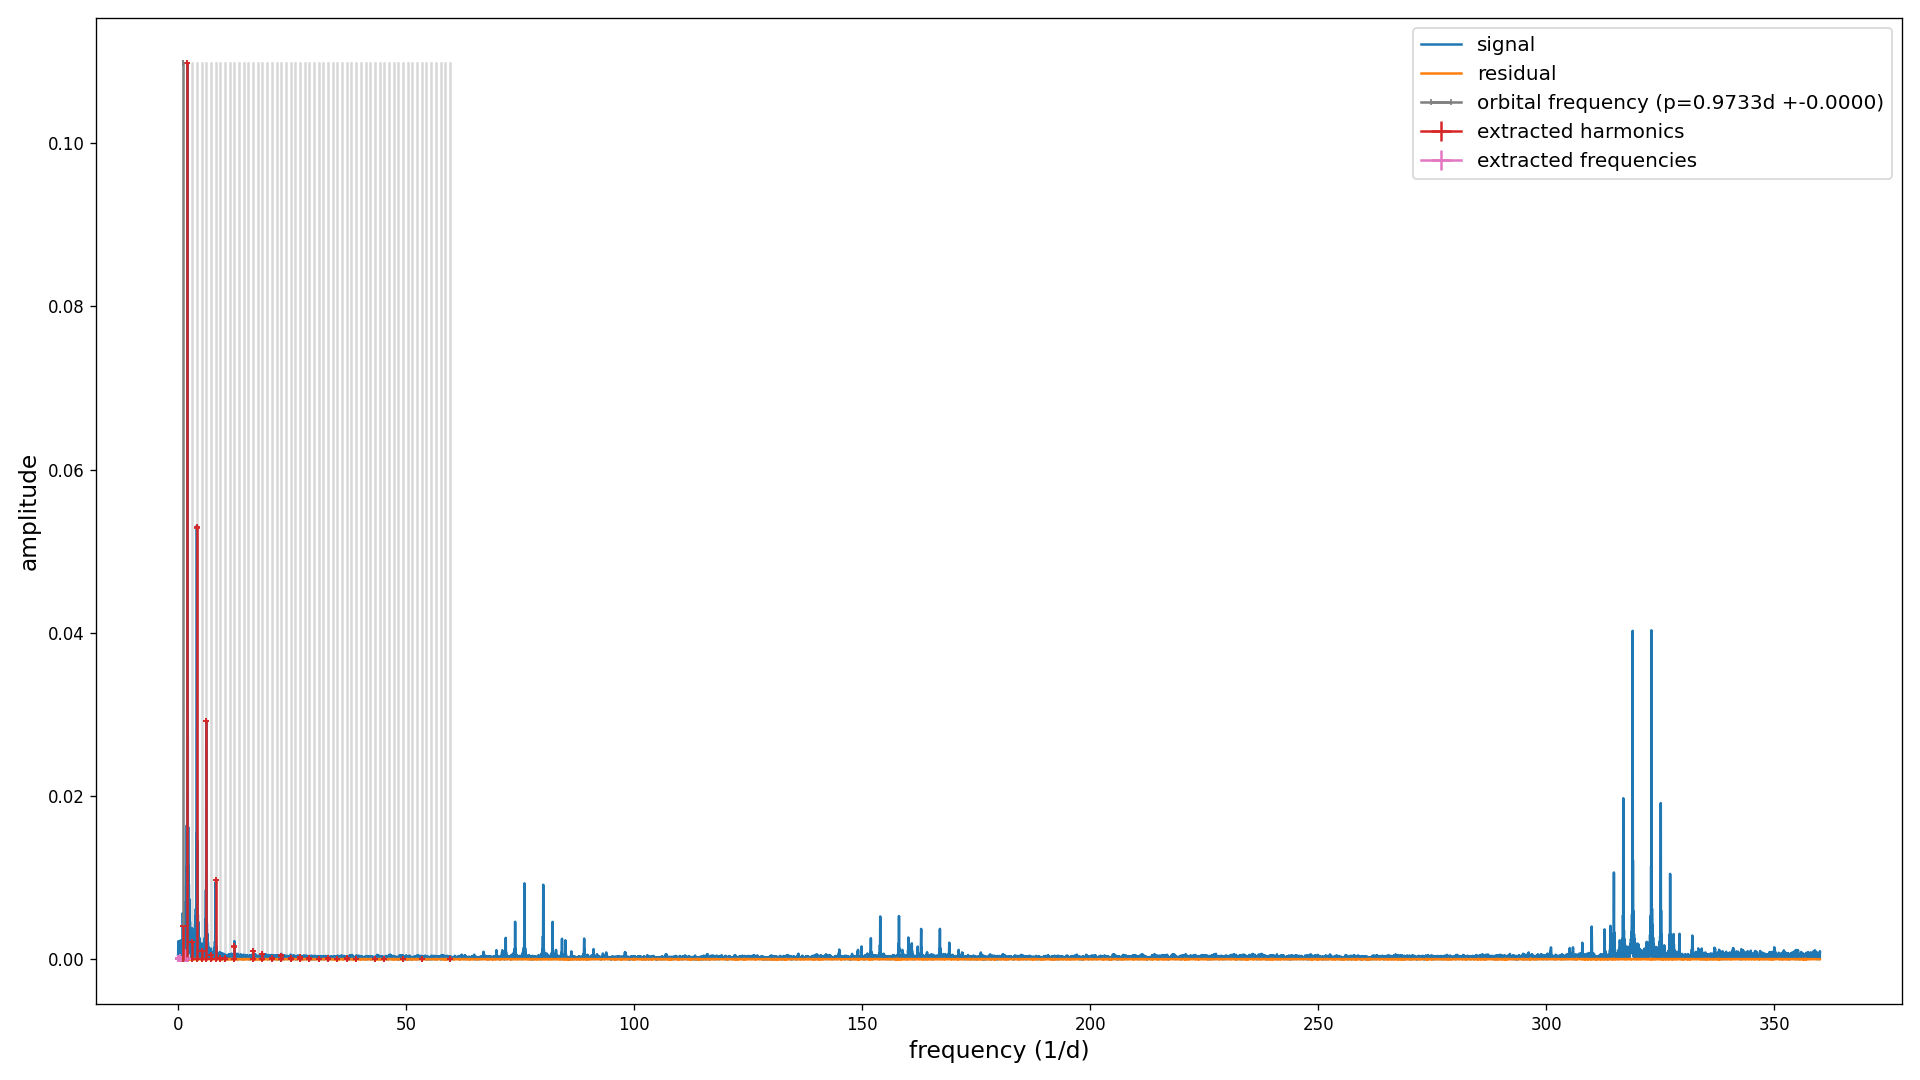 signal
residual
orbital frequency (p=0.9733d +-0.0000)
extracted harmonics
extracted frequencies
0.10
0.08
0.06
0.04
0.02
0.00
amplitude
0 50 100 150 200 250 300 350
frequency (1/d)